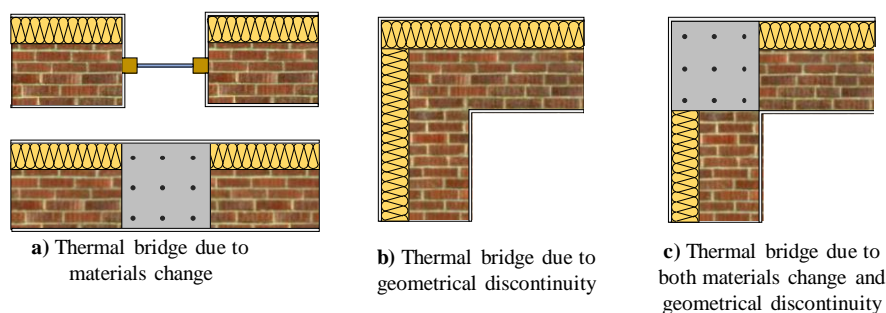 a) Thermal bridge due to
materials change
b) Thermal bridge due to
geometrical discontinuity
c) Thermal bridge due to
both materials change and
geometrical discontinuity